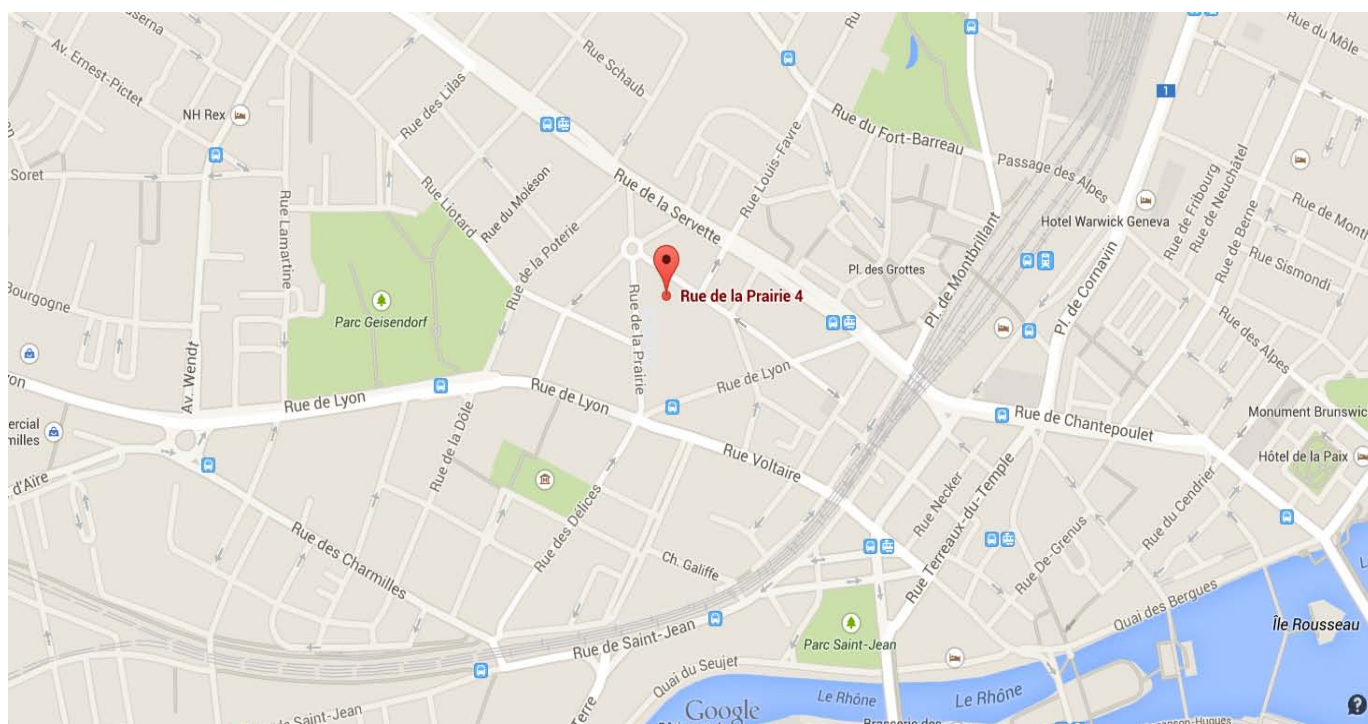 Rue du Môle
Av. Ernest-Pictet
Rue Schaub
Rue des Lilas
NH Rex
1
Rue du Fort-Barreau
Rue Louis-Favre
Passage des Alpes
Soret
Rue Lamartine
Rue Liotard
Rue du Moléson
Rue de la Servette
Rue de Fribourg
Rue de Neuchâtel
Rue de Berne
Hotel Warwick Geneva
Rue Sismondi
Rue de la Poterie
Pl. des Grottes
Pl. de Montbrillant
Pl. de Cornavin
Bourgogne
Parc Geisendorf
Rue de la Prairie
Rue de la Prairie 4
Rue des Alpes
Av. Wendt
Rue de Lyon
Rue de Lyon
Rue de Lyon
Rue de Chantepoulet
Monument Brunswic
Hôtel de la Paix
Rue de la Dôle
Rue Voltaire
d'Aïre
Rue Necker
Rue Terreaux-du-Temple
Rue du Cendrier
Rue des Délices
Rue des Charmilles
Ch. Galiffe
Rue De-Grenus
Quai des Bergues
Île Rousseau
Rue de Saint-Jean
Parc Saint-Jean
Quai du Seujet
Le Rhône
Le Rhône
Google
Saint-Jean
?